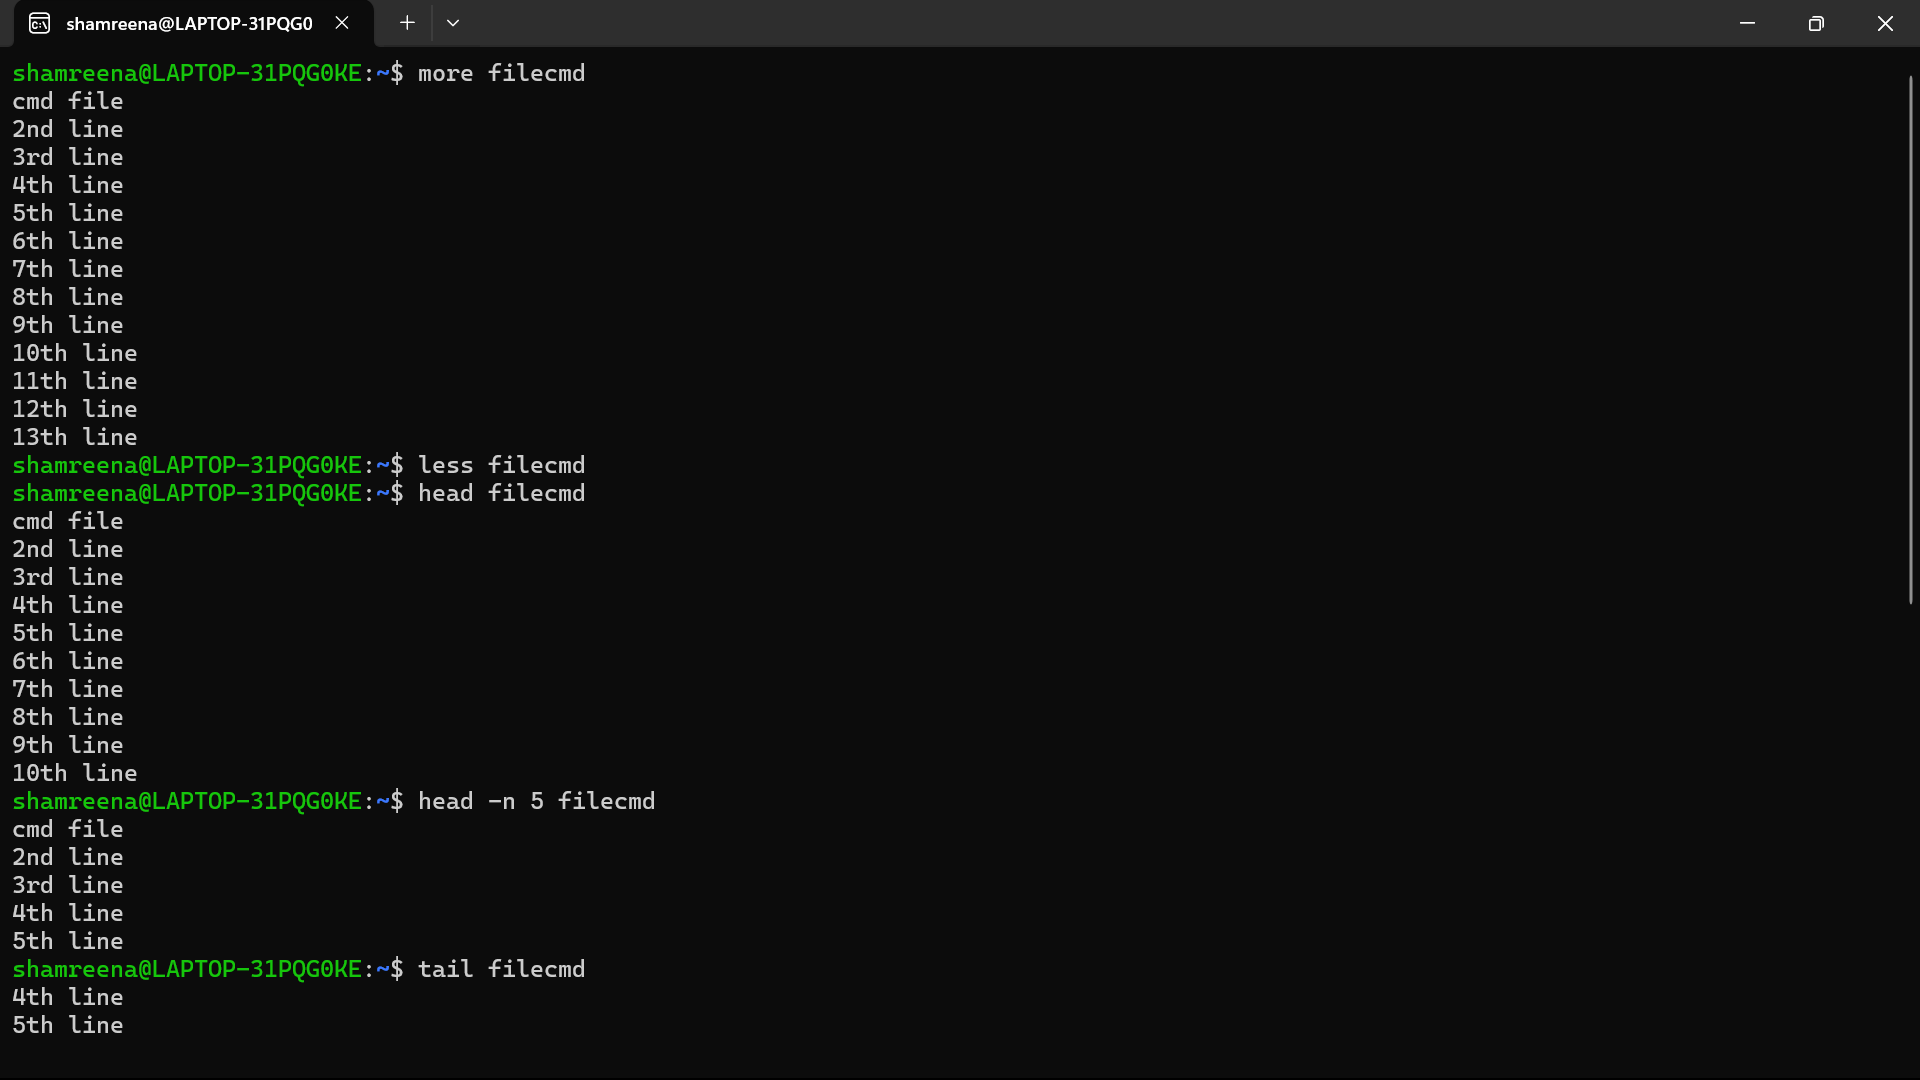 shamreena@LAPTOP-31PQG0
shamreena@LAPTOP-31PQG0KE:~$ more filecmd
cmd file
2nd line
3rd line
4th line
5th line
6th line
7th line
8th line
9th line
10th line
11th line
12th line
13th line
shamreena@LAPTOP-31PQG0KE:~$ less filecmd
shamreena@LAPTOP-31PQG0KE:~$ head filecmd
cmd file
2nd line
3rd line
4th line
5th line
6th line
7th line
8th line
9th line
10th line
shamreena@LAPTOP-31PQG0KE:~$ head -n 5 filecmd
cmd file
2nd line
3rd line
4th line
5th line
shamreena@LAPTOP-31PQG0KE:~$ tail filecmd
4th line
5th line